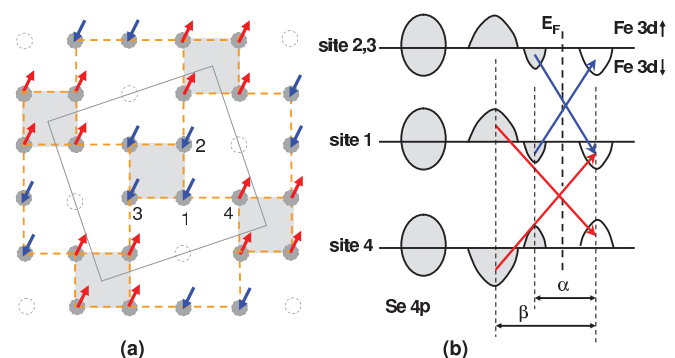 (a)
2
3
1
4
(a)
site 2,3
E_F
Fe 3d↑
Fe 3d↓
site 1
site 4
Se 4p
α
β
(b)